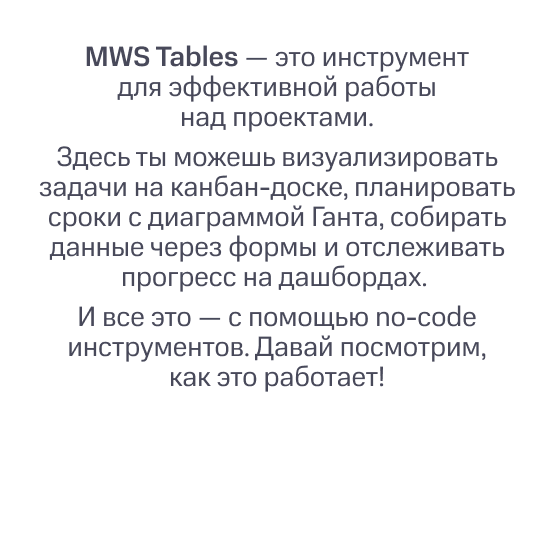 MWS Tables — это инструмент
для эффективной работы
над проектами.
Здесь ты можешь визуализировать
задачи на канбан-доске, планировать
сроки с диаграммой Ганта, собирать
данные через формы и отслеживать
прогресс на дашбордах.
И все это — с помощью no-code
инструментов. Давай посмотрим,
как это работает!